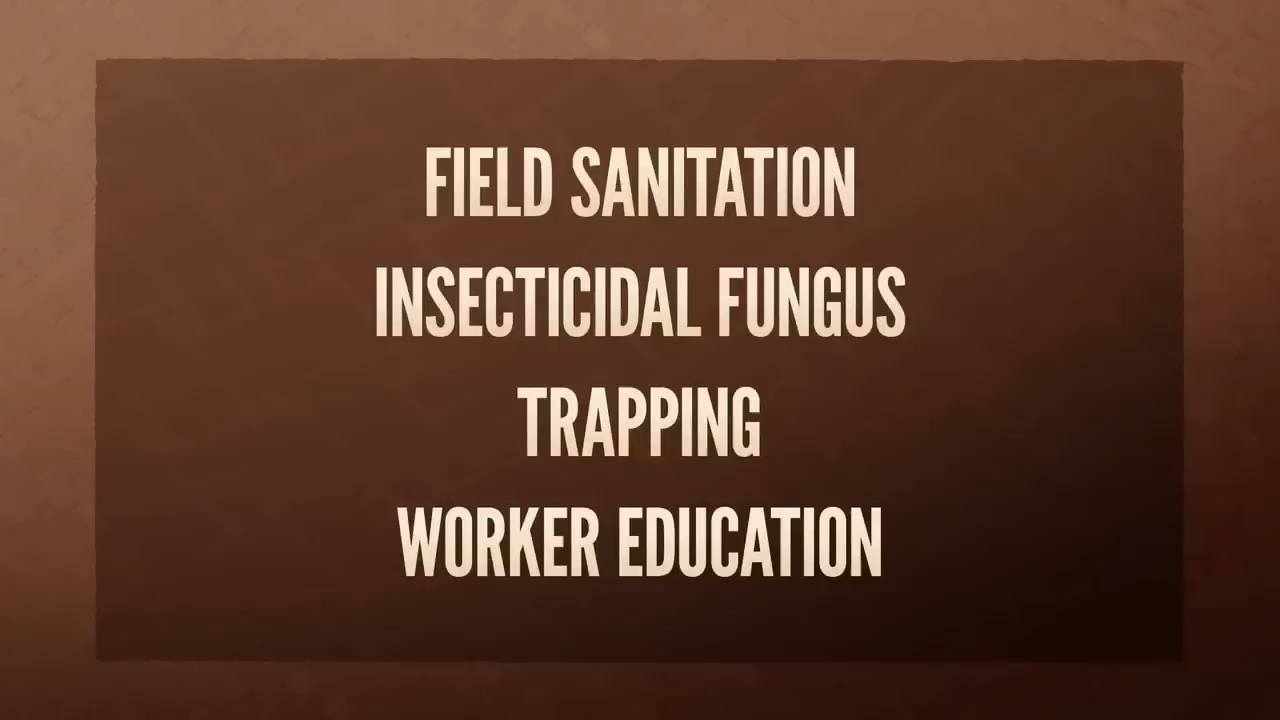 FIELD SANITATION
INSECTICIDAL FUNGUS
TRAPPING
WORKER EDUCATION